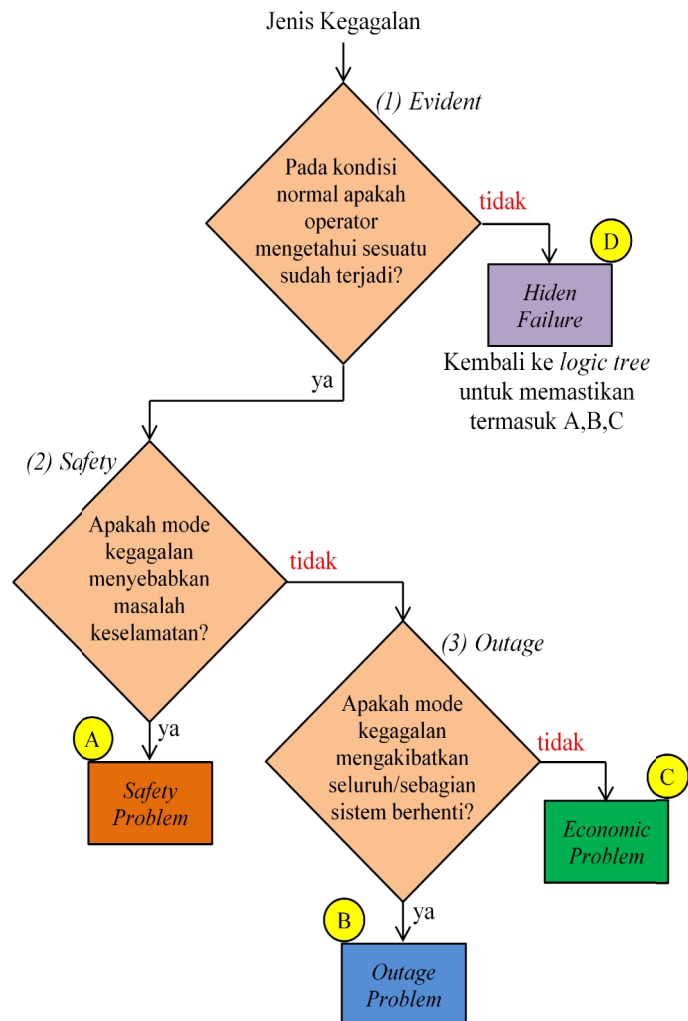 Jenis Kegagalan
(1) Evident
Pada kondisi
normal apakah
operator
mengetahui sesuatu
sudah terjadi?
tidak
D
Hiden
Failure
Kembali ke logic tree
untuk memastikan
termasuk A,B,C
ya
(2) Safety
Apakah mode
kegagalan
menyebabkan
masalah
keselamatan?
tidak
ya
A
Safety
Problem
(3) Outage
Apakah mode
kegagalan
mengakibatkan
seluruh/sebagian
sistem berhenti?
tidak
C
Economic
Problem
ya
B
Outage
Problem